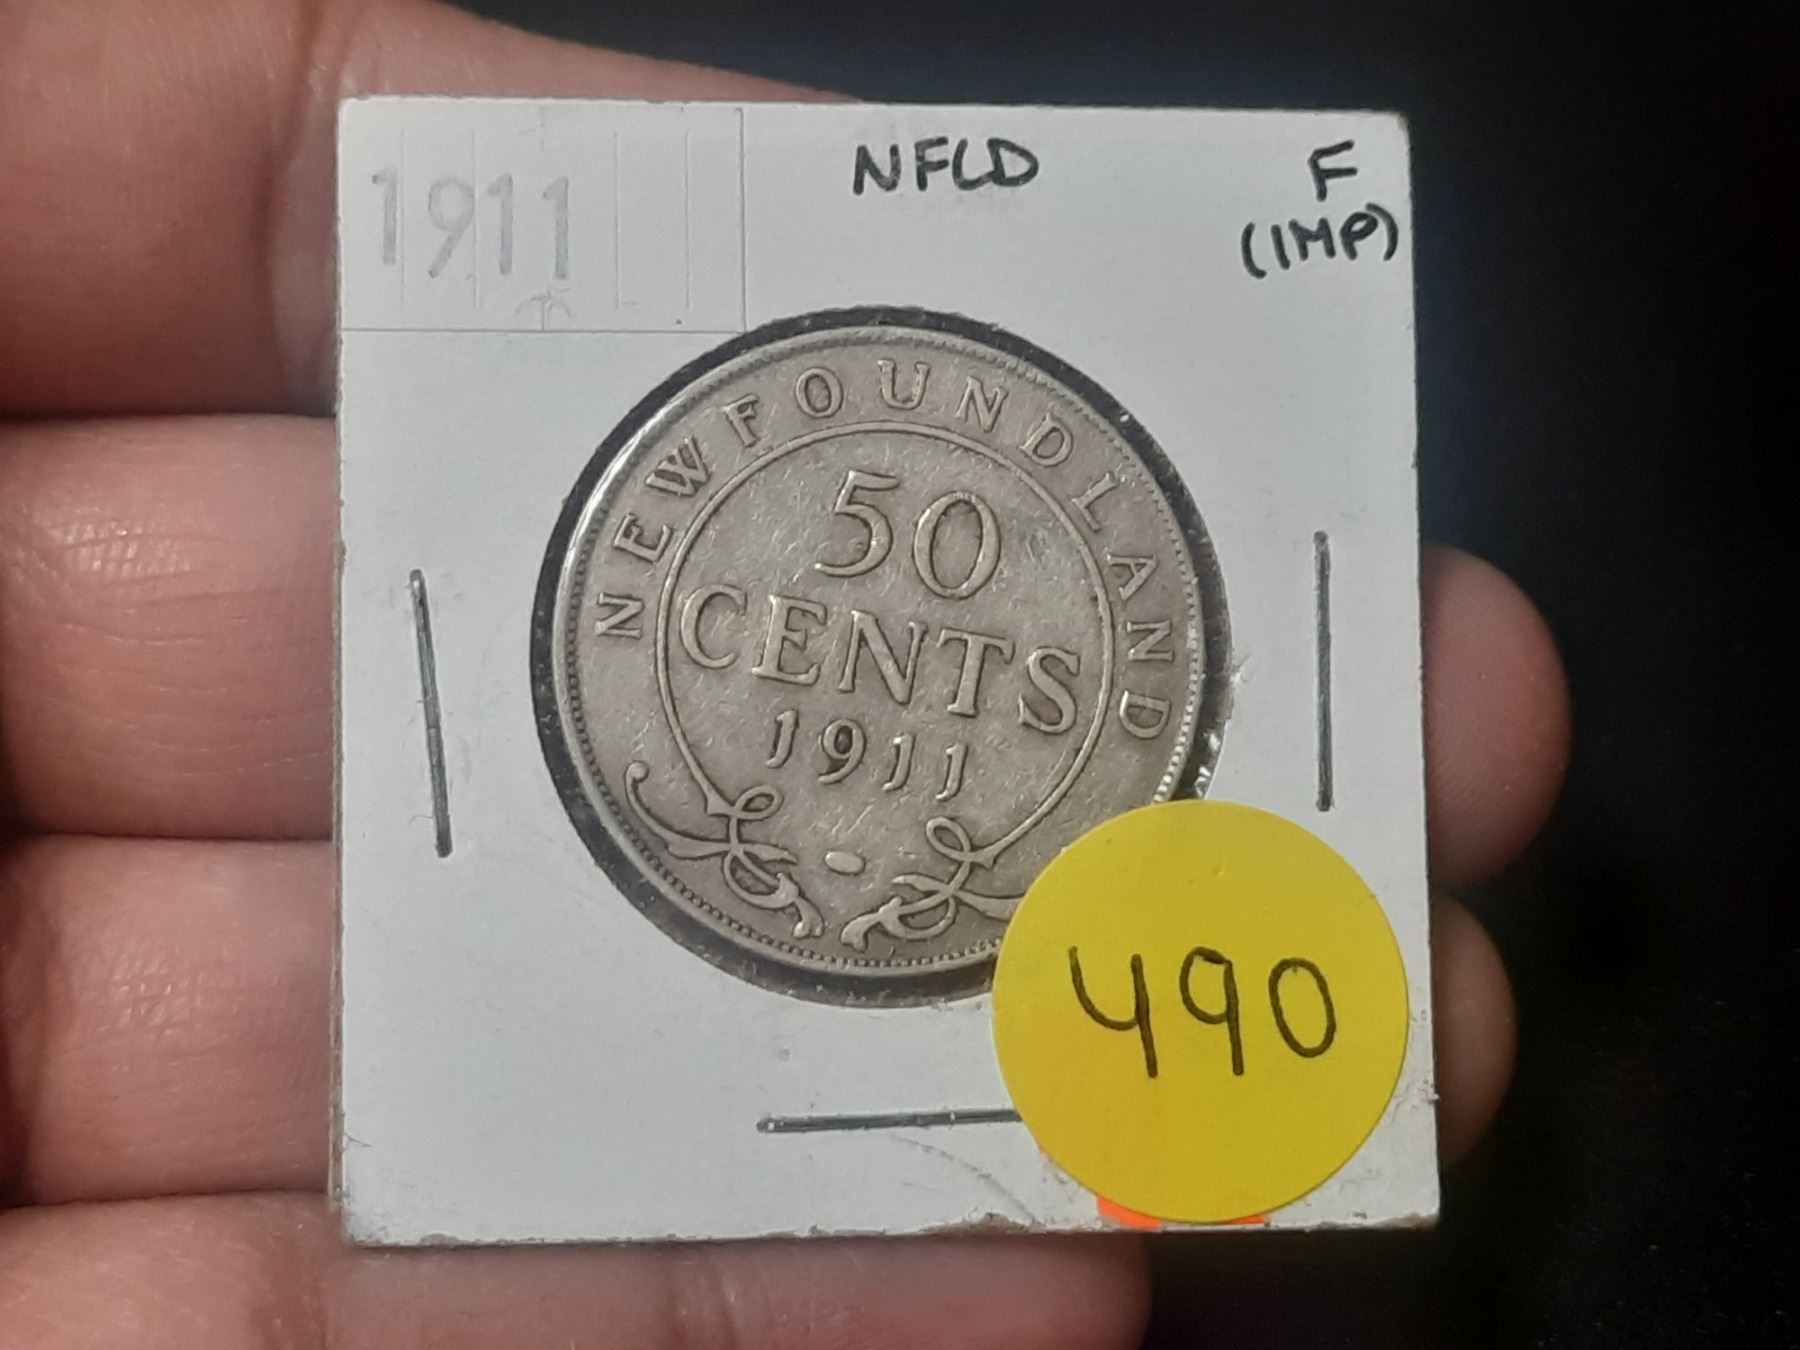 1911
NFLD
F
(IMP)
NEWFOUNDLAND
50
CENTS
1911
490